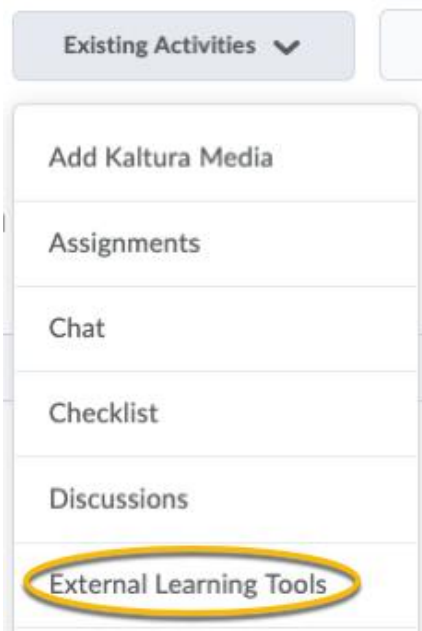 Existing Activities
Add Kaltura Media
Assignments
Chat
Checklist
Discussions
External Learning Tools